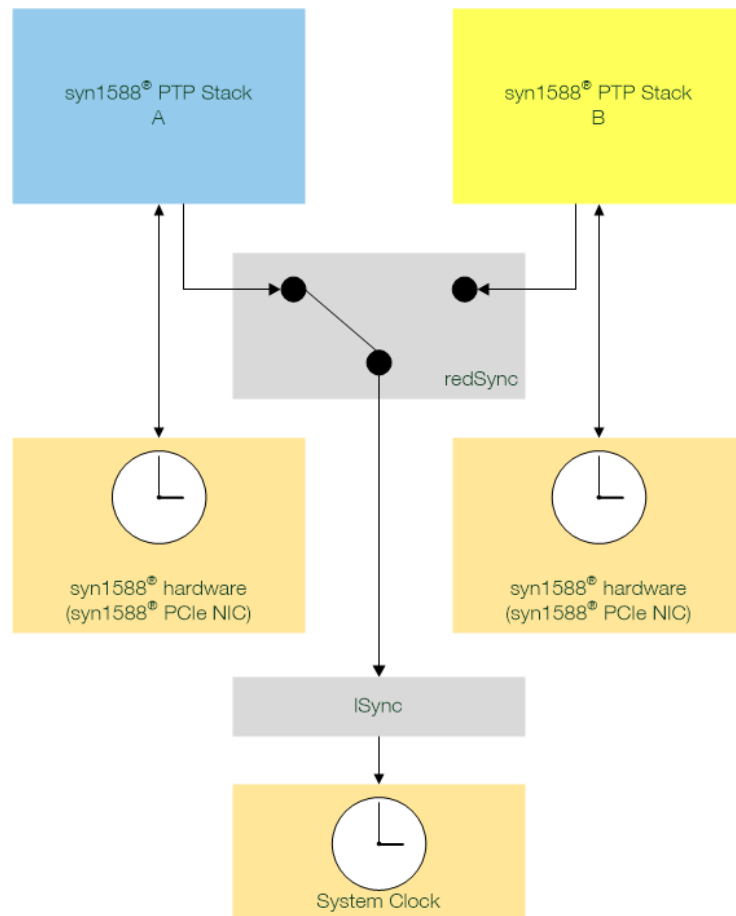 syn1588® PTP Stack
A
syn1588® PTP Stack
B
redSync
syn1588® hardware
(syn1588® PCIe NIC)
syn1588® hardware
(syn1588® PCIe NIC)
lSync
System Clock